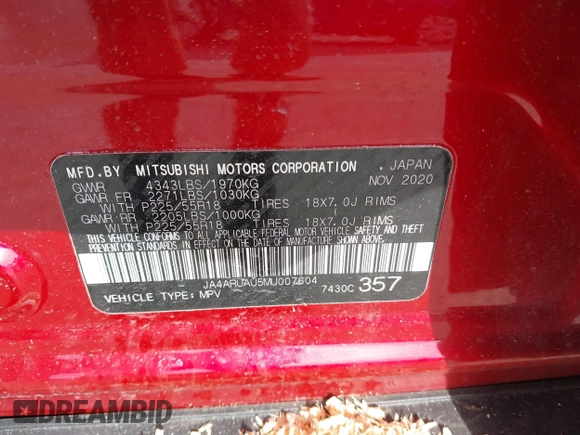 MFD.BY MITSUBISHI MOTORS CORPORATION , JAPAN
GVWR 4343LBS/1970KG NOV 2020
GAWR FR 2271LBS/1030KG
WITH P225/55R18 TIRES 18X7.0J RIMS
GAWR RR 2205LBS/1000KG
WITH P225/55R18 TIRES 18X7.0J RIMS
THIS VEHICLE CONFORMS TO ALL APPLICABLE FEDERAL MOTOR VEHICLE SAFETY AND THEFT
PREVENTION STANDARDS IN EFFECT ON THE DATE OF MANUFACTURE SHOWN ABOVE.
JA4ARUAU5MU007604
VEHICLE TYPE: MPV 7430C 357
DREAMBID